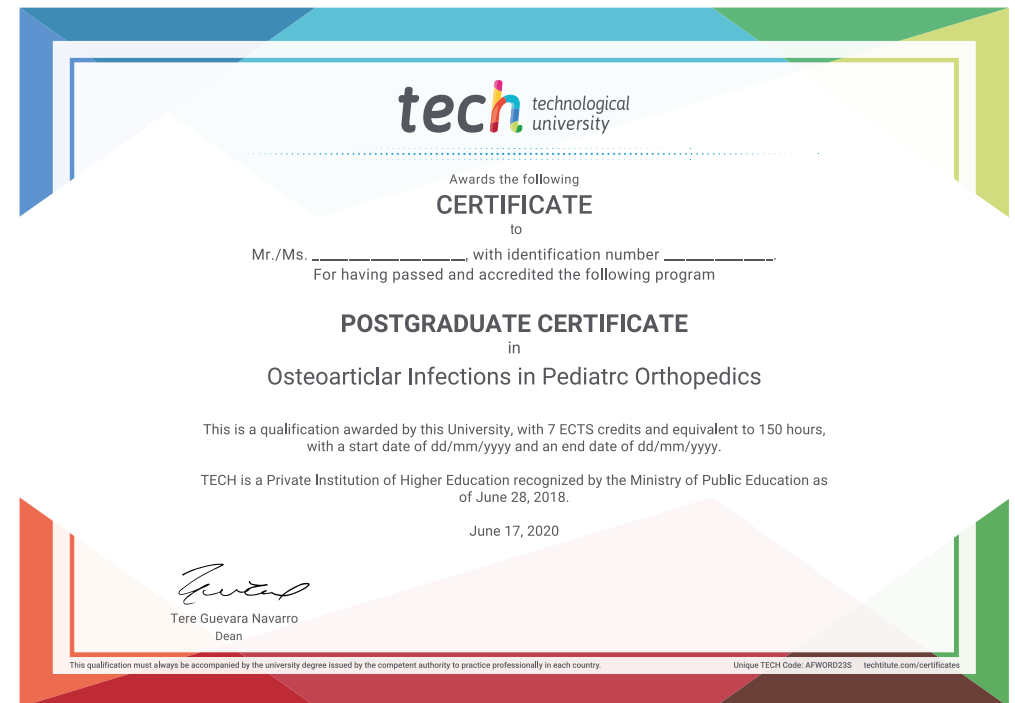 tech technological
university
Awards the following
CERTIFICATE
to
Mr./Ms. ________________, with identification number ____________.
For having passed and accredited the following program
POSTGRADUATE CERTIFICATE
in
Osteoarticlar Infections in Pediatrc Orthopedics
This is a qualification awarded by this University, with 7 ECTS credits and equivalent to 150 hours,
with a start date of dd/mm/yyyy and an end date of dd/mm/yyyy.
TECH is a Private Institution of Higher Education recognized by the Ministry of Public Education as
of June 28, 2018.
June 17, 2020
Tere Guevara Navarro
Dean
This qualification must always be accompanied by the university degree issued by the competent authority to practice professionally in each country. Unique TECH Code: AFWORD23S techtitute.com/certificates